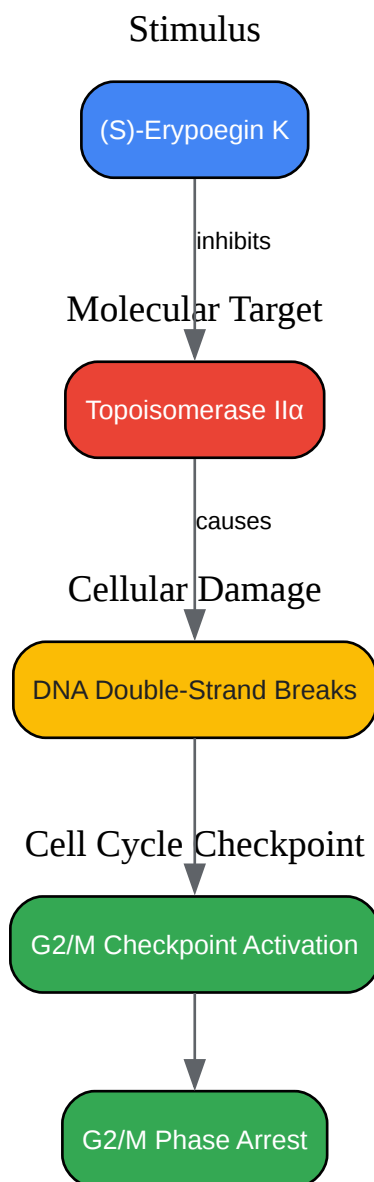 Stimulus
(S)-Erypoegin K
inhibits
Molecular Target
Topoisomerase IIα
causes
Cellular Damage
DNA Double-Strand Breaks
Cell Cycle Checkpoint
G2/M Checkpoint Activation
G2/M Phase Arrest